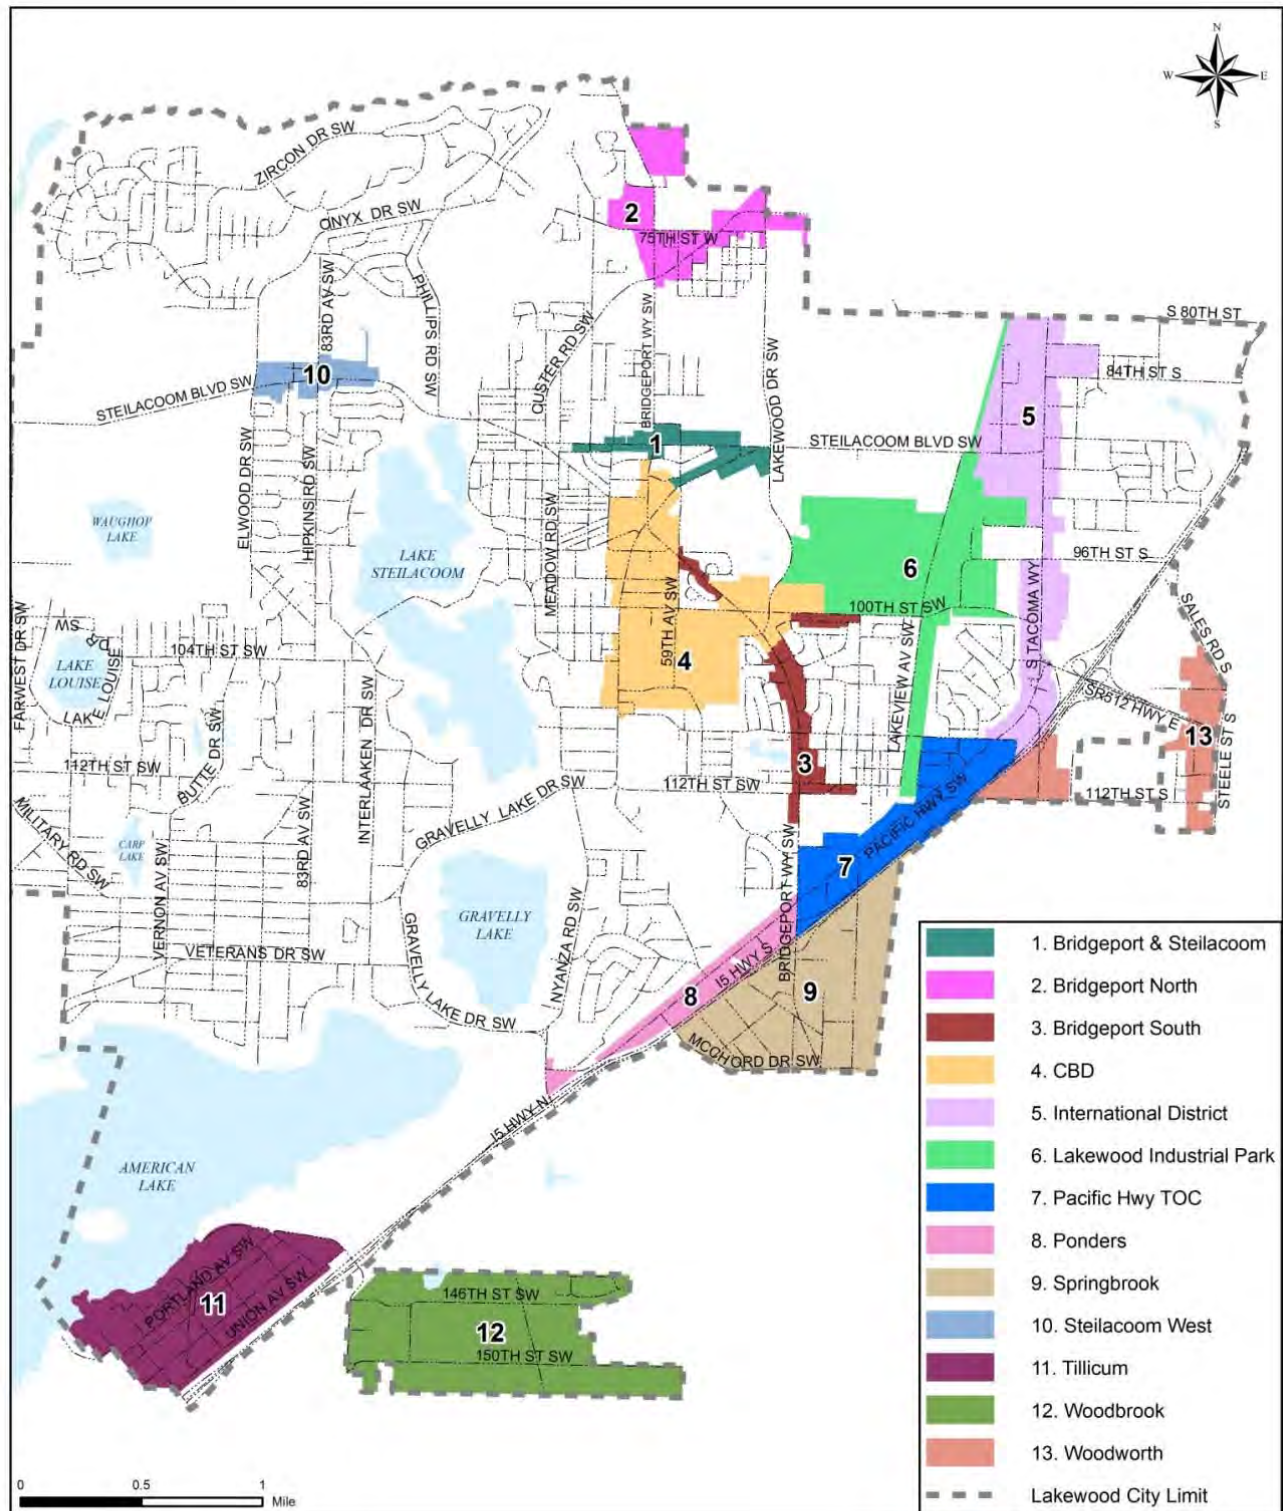 N
W E
S
ZIRCON DR SW
ONYX DR SW
2
75TH ST W
83RD AV SW
PHILLIPS RD SW
CUSTER RD SW
BRIDGEPORT WY SW
LAKEWOOD DR SW
S 80TH ST
84TH ST S
10
STEILACOOM BLVD SW
5
1
STEILACOOM BLVD SW
ELWOOD DR SW
HIPKINS RD SW
MEADOW RD SW
WAUGHOP
LAKE
LAKE
STEILACOOM
96TH ST S
6
100TH ST SW
S TACOMA WY
SALES RD S
FARWEST DR SW
DR SW
LAKE
LOUISE
LAKE LOUISE
104TH ST SW
59TH AV SW
4
LAKEVIEW AV SW
SR512 HWY E
13
STEELE ST S
112TH ST SW
BUTTE DR SW
INTERLAAKEN DR SW
3
112TH ST SW
112TH ST S
MILITARY RD SW
83RD AV SW
GRAVELLY LAKE DR SW
PACIFIC HWY SW
CARP
LAKE
VERNON AV SW
7
BRIDGEPORT WY SW
GRAVELLY
LAKE
NYANZA RD SW
VETERANS DR SW
GRAVELLY LAKE DR SW
I5 HWY S
8
9
MCCHORD DR SW
I5 HWY N
AMERICAN
LAKE
PORTLAND AV SW
UNION AV SW
11
146TH ST SW
12
150TH ST SW
1. Bridgeport & Steilacoom
2. Bridgeport North
3. Bridgeport South
4. CBD
5. International District
6. Lakewood Industrial Park
7. Pacific Hwy TOC
8. Ponders
9. Springbrook
10. Steilacoom West
11. Tillicum
12. Woodbrook
13. Woodworth
Lakewood City Limit
0 0.5 1
Mile